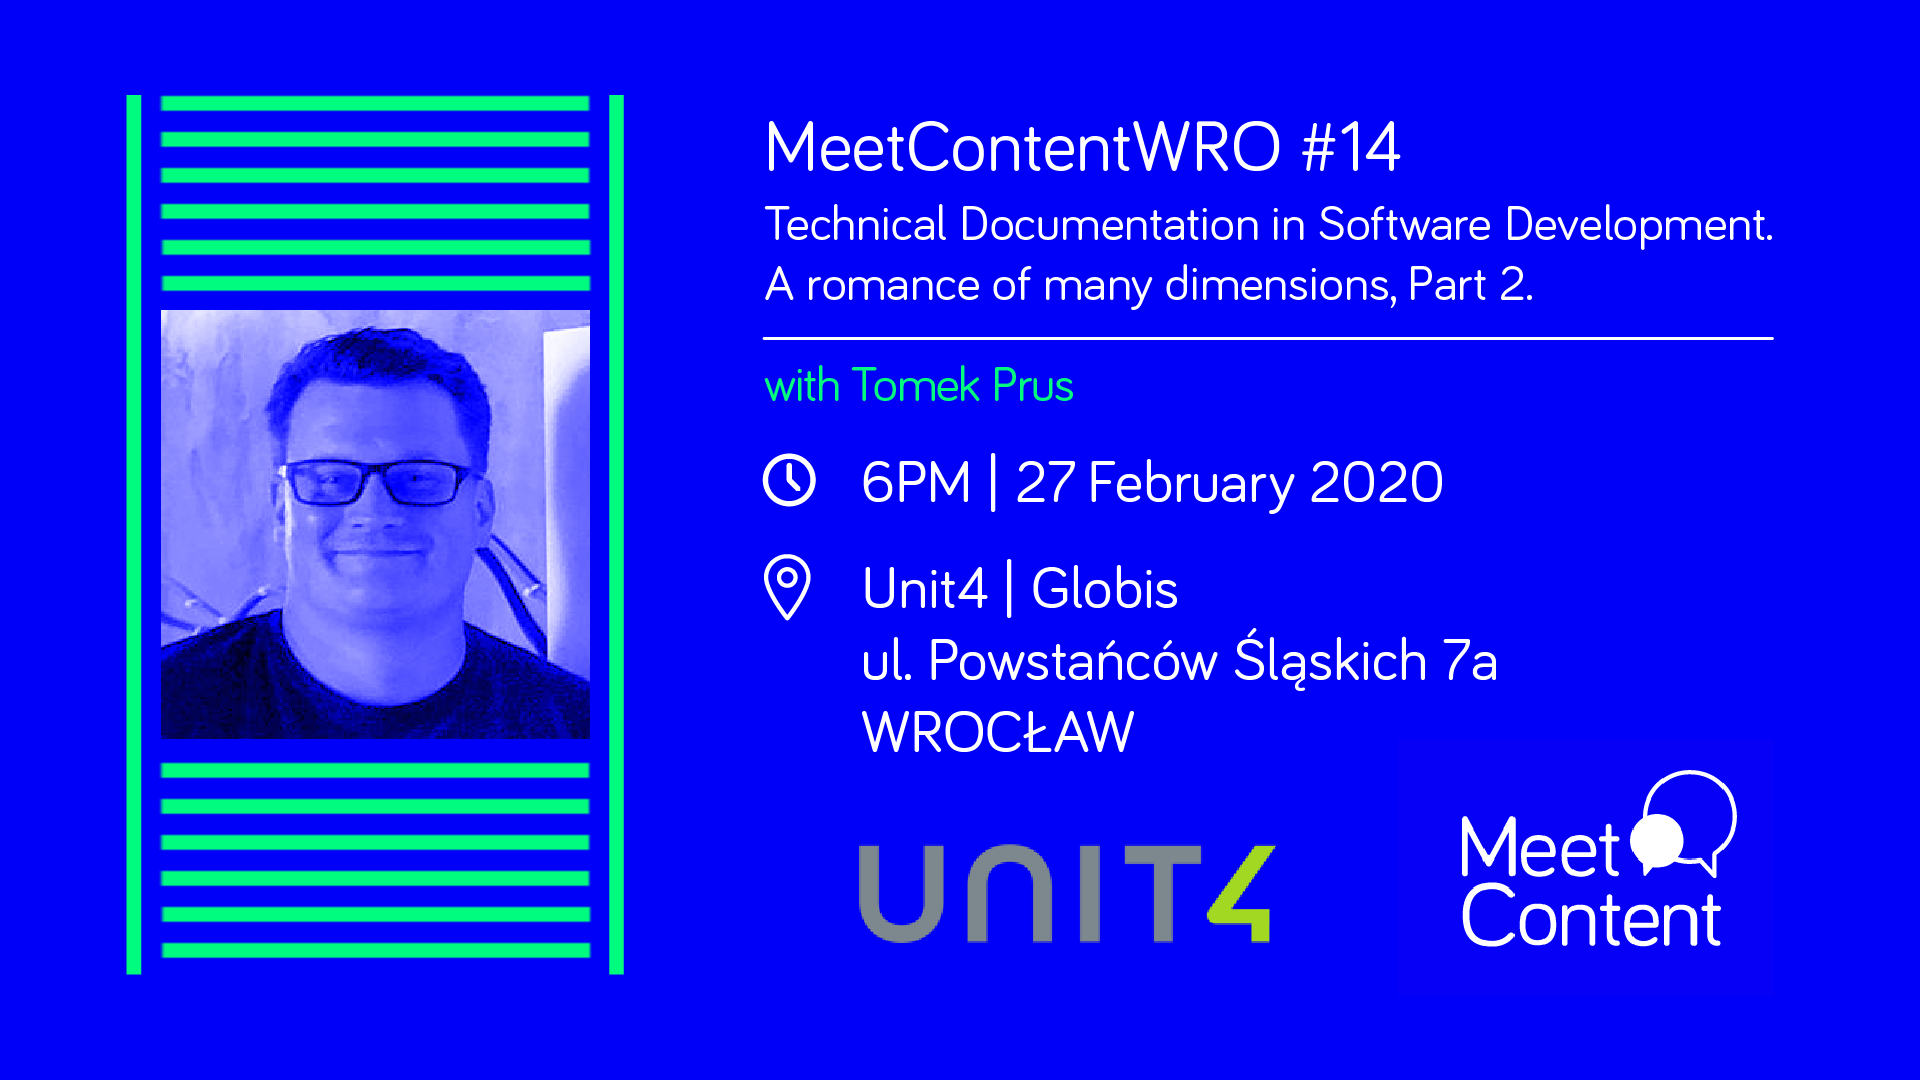 MeetContentWRO #14
Technical Documentation in Software Development.
A romance of many dimensions, Part 2.
with Tomek Prus
6PM | 27 February 2020
Unit4 | Globis
ul. Powstańców Śląskich 7a
WROCŁAW
UNIT4
Meet
Content